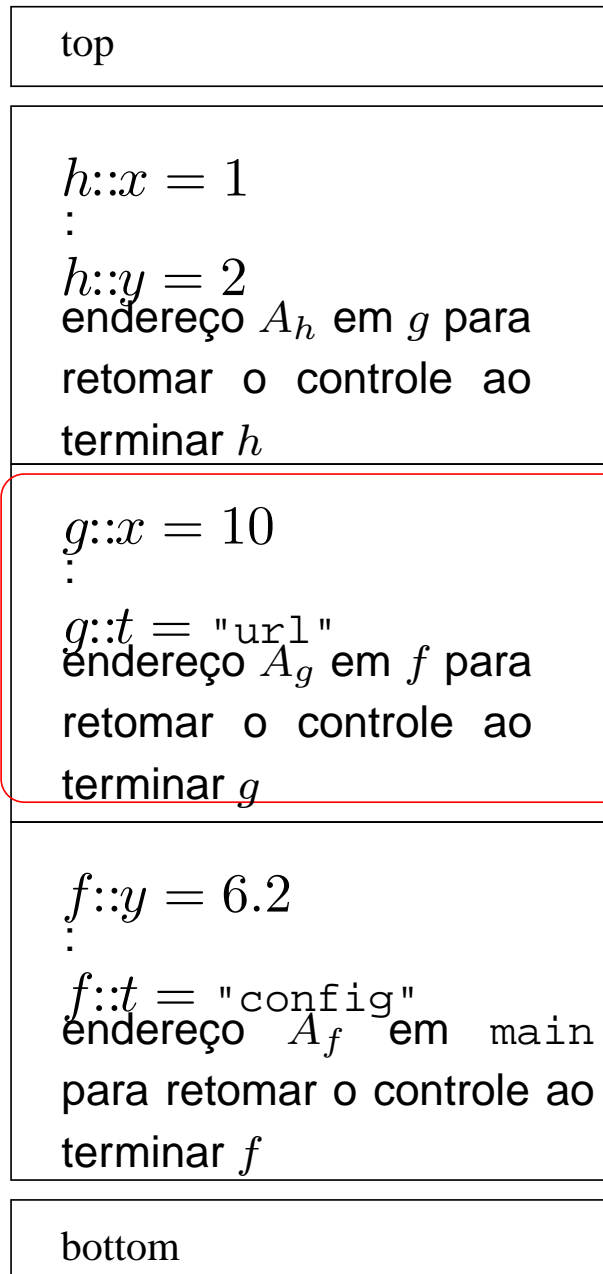 top
h::x = 1
:
h::y = 2
endereço A_h em g para
retomar o controle ao
terminar h
g::x = 10
:
g::t = "url"
endereço A_g em f para
retomar o controle ao
terminar g
f::y = 6.2
:
f::t = "config"
endereço A_f em main
para retomar o controle ao
terminar f
bottom